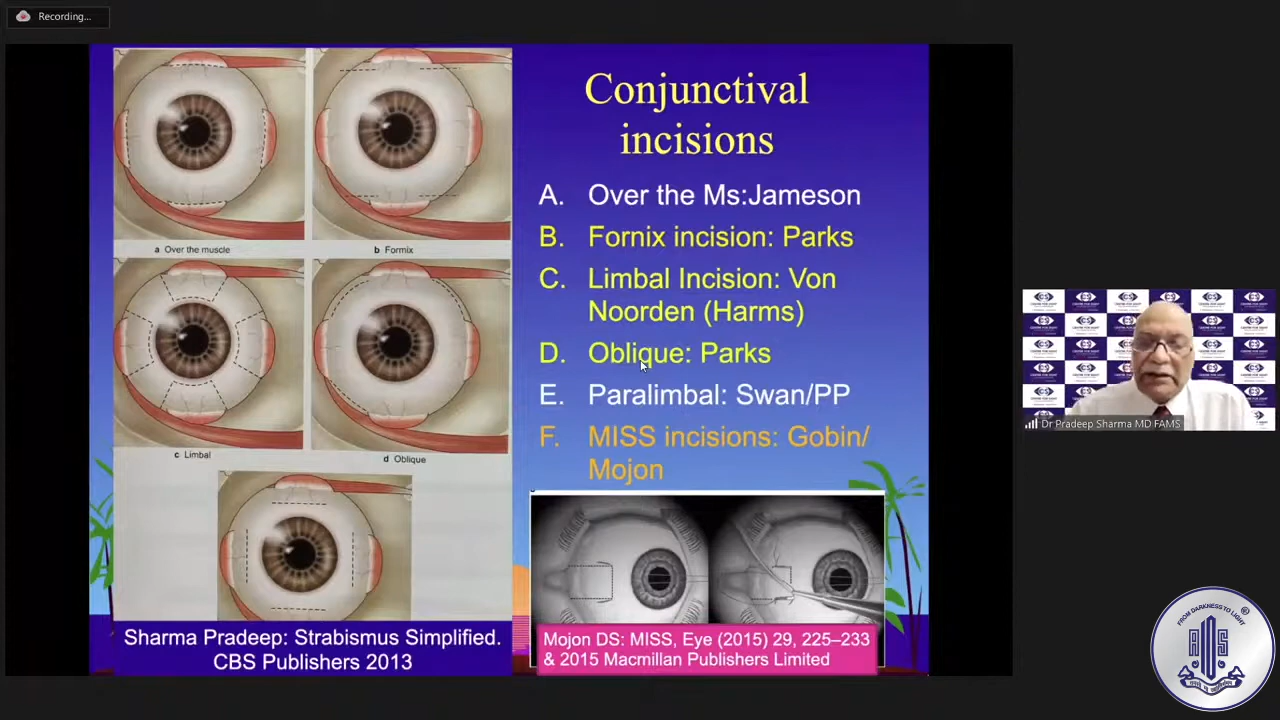 Recording...
Conjunctival
incisions
A. Over the Ms:Jameson
B. Fornix incision: Parks
C. Limbal Incision: Von
Noorden (Harms)
D. Oblique: Parks
E. Paralimbal: Swan/PP
F. MISS incisions: Gobin/
Mojon
a Over the muscle
b Formix
c Limbal
d Oblique
Sharma Pradeep: Strabismus Simplified.
CBS Publishers 2013
Mojon DS: MISS, Eye (2015) 29, 225–233
& 2015 Macmillan Publishers Limited
Dr Pradeep Sharma MD FAMS
FROM DARKNESS TO LIGHT